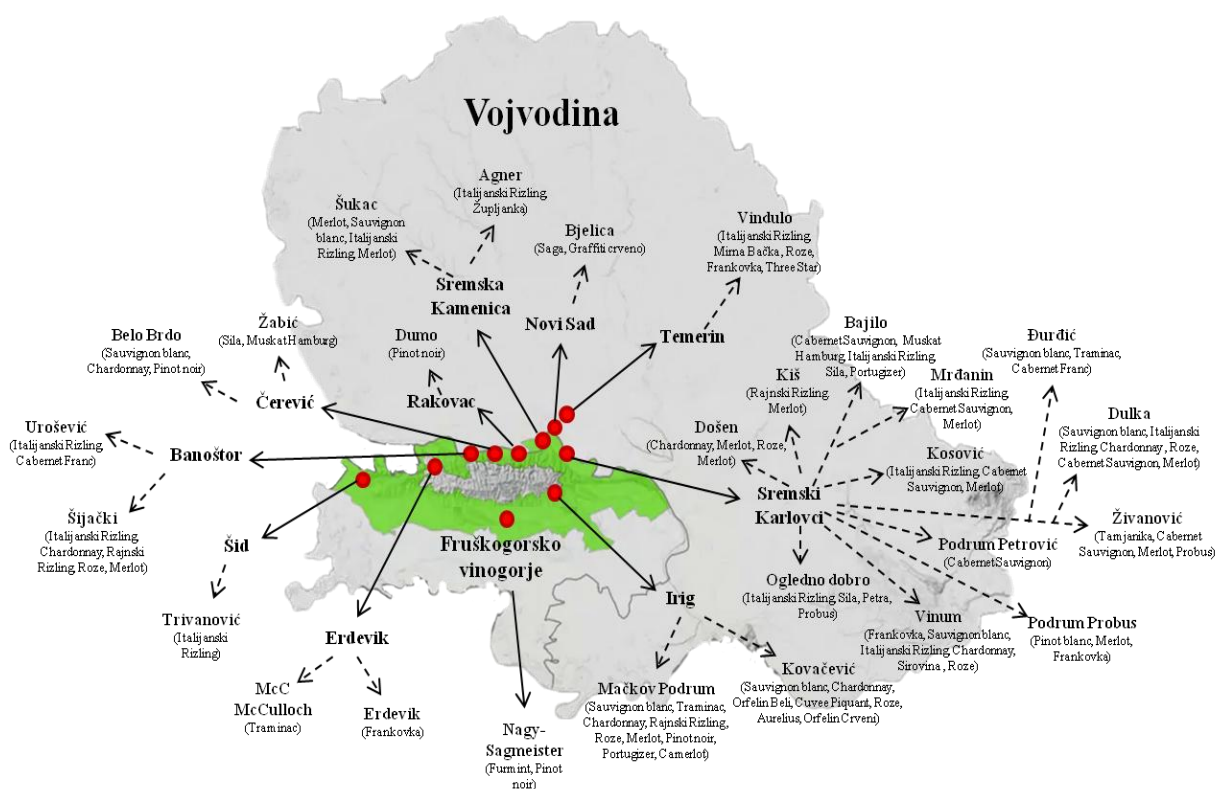 Vojvodina
Agner
(Italijanski Rizling,
Župljanka)
Šukac
(Merlot, Sauvignon
blanc, Italijanski
Rizling, Merlot)
Bjelica
(Saga, Graffiti crveno)
Vindulo
(Italijanski Rizling,
Mirna Bačka, Roze,
Frankovka, Three Star)
Sremska
Kamenica
Novi Sad
Temerin
Belo Brdo
(Sauvignon blanc,
Chardonnay, Pinot noir)
Žabić
(Sila, Muskat Hamburg)
Dumo
(Pinot noir)
Čerević
Rakovac
Bajilo
(Cabernet Sauvignon, Muskat
Hamburg, Italijanski Rizling,
Sila, Portugizer)
Đurđić
(Sauvignon blanc, Traminac,
Cabernet Franc)
Kiš
(Rajnski Rizling,
Merlot)
Mrđanin
(Italijanski Rizling,
Cabernet Sauvignon,
Merlot)
Dulka
(Sauvignon blanc, Italijanski
Rizling, Chardonnay, Roze,
Cabernet Sauvignon, Merlot)
Urošević
(Italijanski Rizling,
Cabernet Franc)
Banoštor
Došen
(Chardonnay, Merlot, Roze,
Merlot)
Kosović
(Italijanski Rizling, Cabernet
Sauvignon, Merlot)
Sremski
Karlovci
Živanović
(Tamjanika, Cabernet
Sauvignon, Merlot, Probus)
Šijački
(Italijanski Rizling,
Chardonnay, Rajnski
Rizling, Roze, Merlot)
Šid
Fruškogorsko
vinogorje
Podrum Petrović
(Cabernet Sauvignon)
Ogledno dobro
(Italijanski Rizling, Sila, Petra,
Probus)
Irig
Vinum
(Frankovka, Sauvignon blanc,
Italijanski Rizling, Chardonnay,
Sirovina, Roze)
Podrum Probus
(Pinot blanc, Merlot,
Frankovka)
Trivanović
(Italijanski
Rizling)
Erdevik
McC
McCulloch
(Traminac)
Erdevik
(Frankovka)
Nagy-
Sagmeister
(Furmint, Pinot
noir)
Mačkov Podrum
(Sauvignon blanc, Traminac,
Chardonnay, Rajnski Rizling,
Roze, Merlot, Pinot noir,
Portugizer, Camerlot)
Kovačević
(Sauvignon blanc, Chardonnay,
Orfelin Beli, Cuvee Piquant, Roze,
Aurelius, Orfelin Crveni)